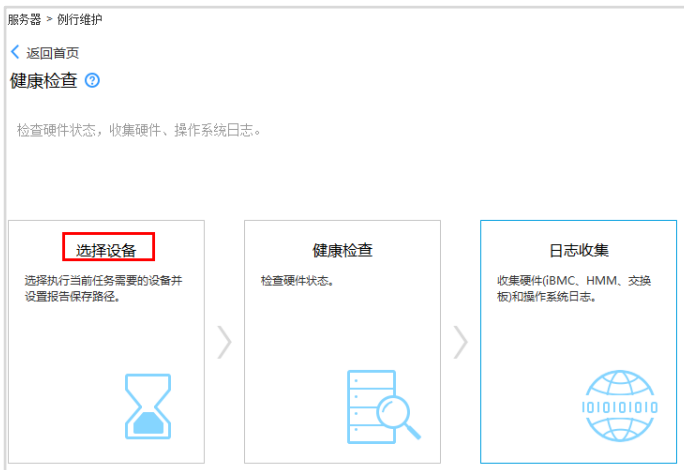 服务器 > 例行维护
返回首页
健康检查 ?
检查硬件状态，收集硬件、操作系统日志。
选择设备
选择执行当前任务需要的设备并
设置报告保存路径。
健康检查
检查硬件状态。
日志收集
收集硬件(iBMC、HMM、交换
板)和操作系统日志。
1010101010